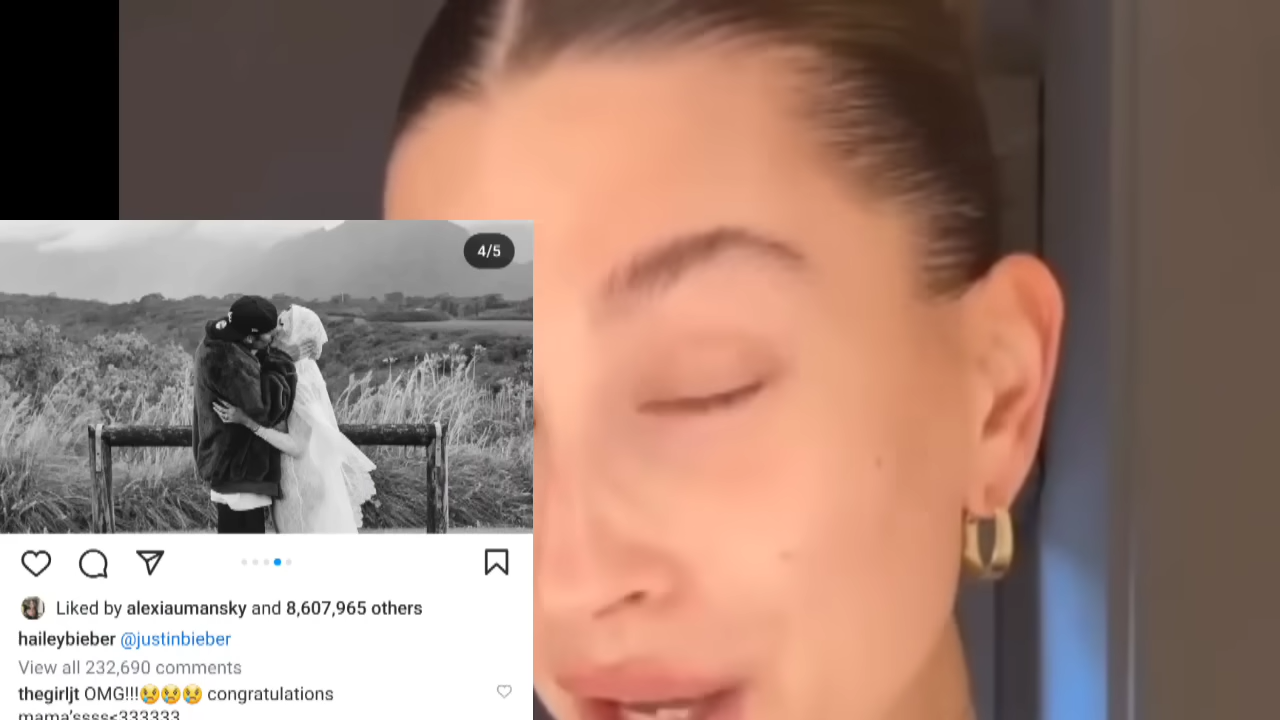 4/5
Liked by alexiaumansky and 8,607,965 others
haileybieber @justinbieber
View all 232,690 comments
thegirljt OMG!!!😢😢😢 congratulations
mama'ssss<333333